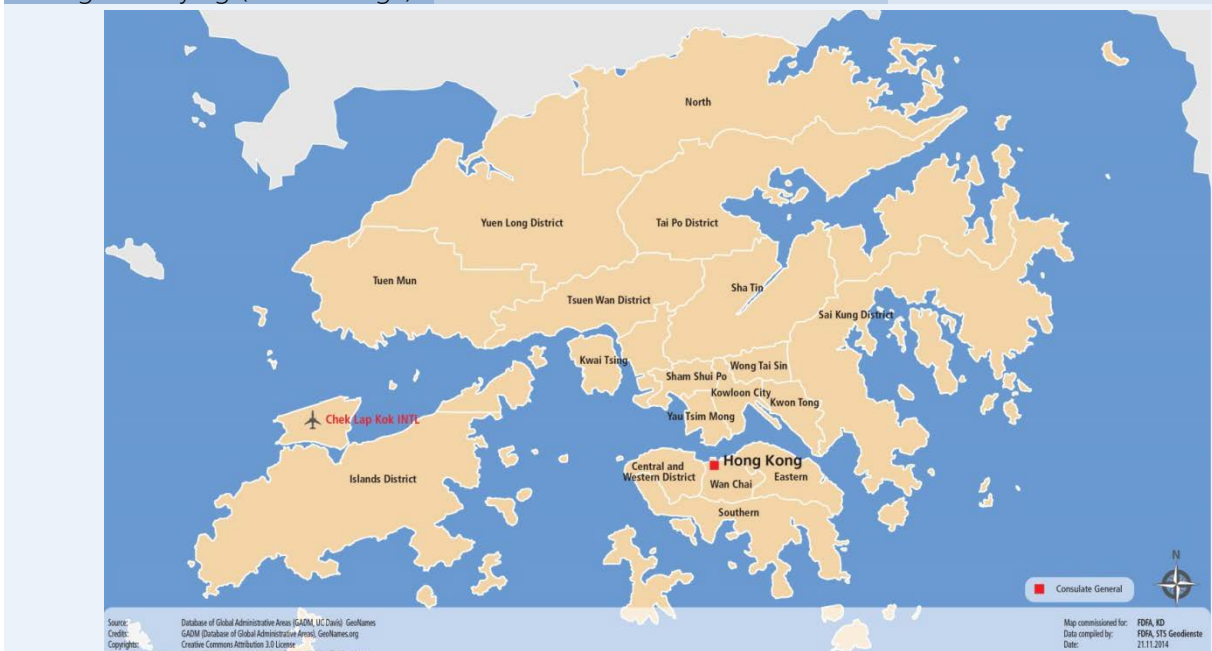 North
Yuen Long District
Tai Po District
Tuen Mun
Tsuen Wan District
Sha Tin
Sai Kung District
Kwai Tsing
Wong Tai Sin
Sham Shui Po
Kowloon City
Kwon Tong
Yau Tsim Mong
Chek Lap Kok INTL
Hong Kong
Central and
Western District
Wan Chai
Eastern
Islands District
Southern
N
Consulate General
Source: Database of Global Administrative Areas (GADM, UC Davis) GeoNames
Credits: GADM (Database of Global Administrative Areas), GeoNames.org
Copyrights: Creative Commons Attribution 3.0 License
Map commissioned for: FDFA, KD
Data compiled by: FDFA, STS Geodienste
Date: 21.11.2014